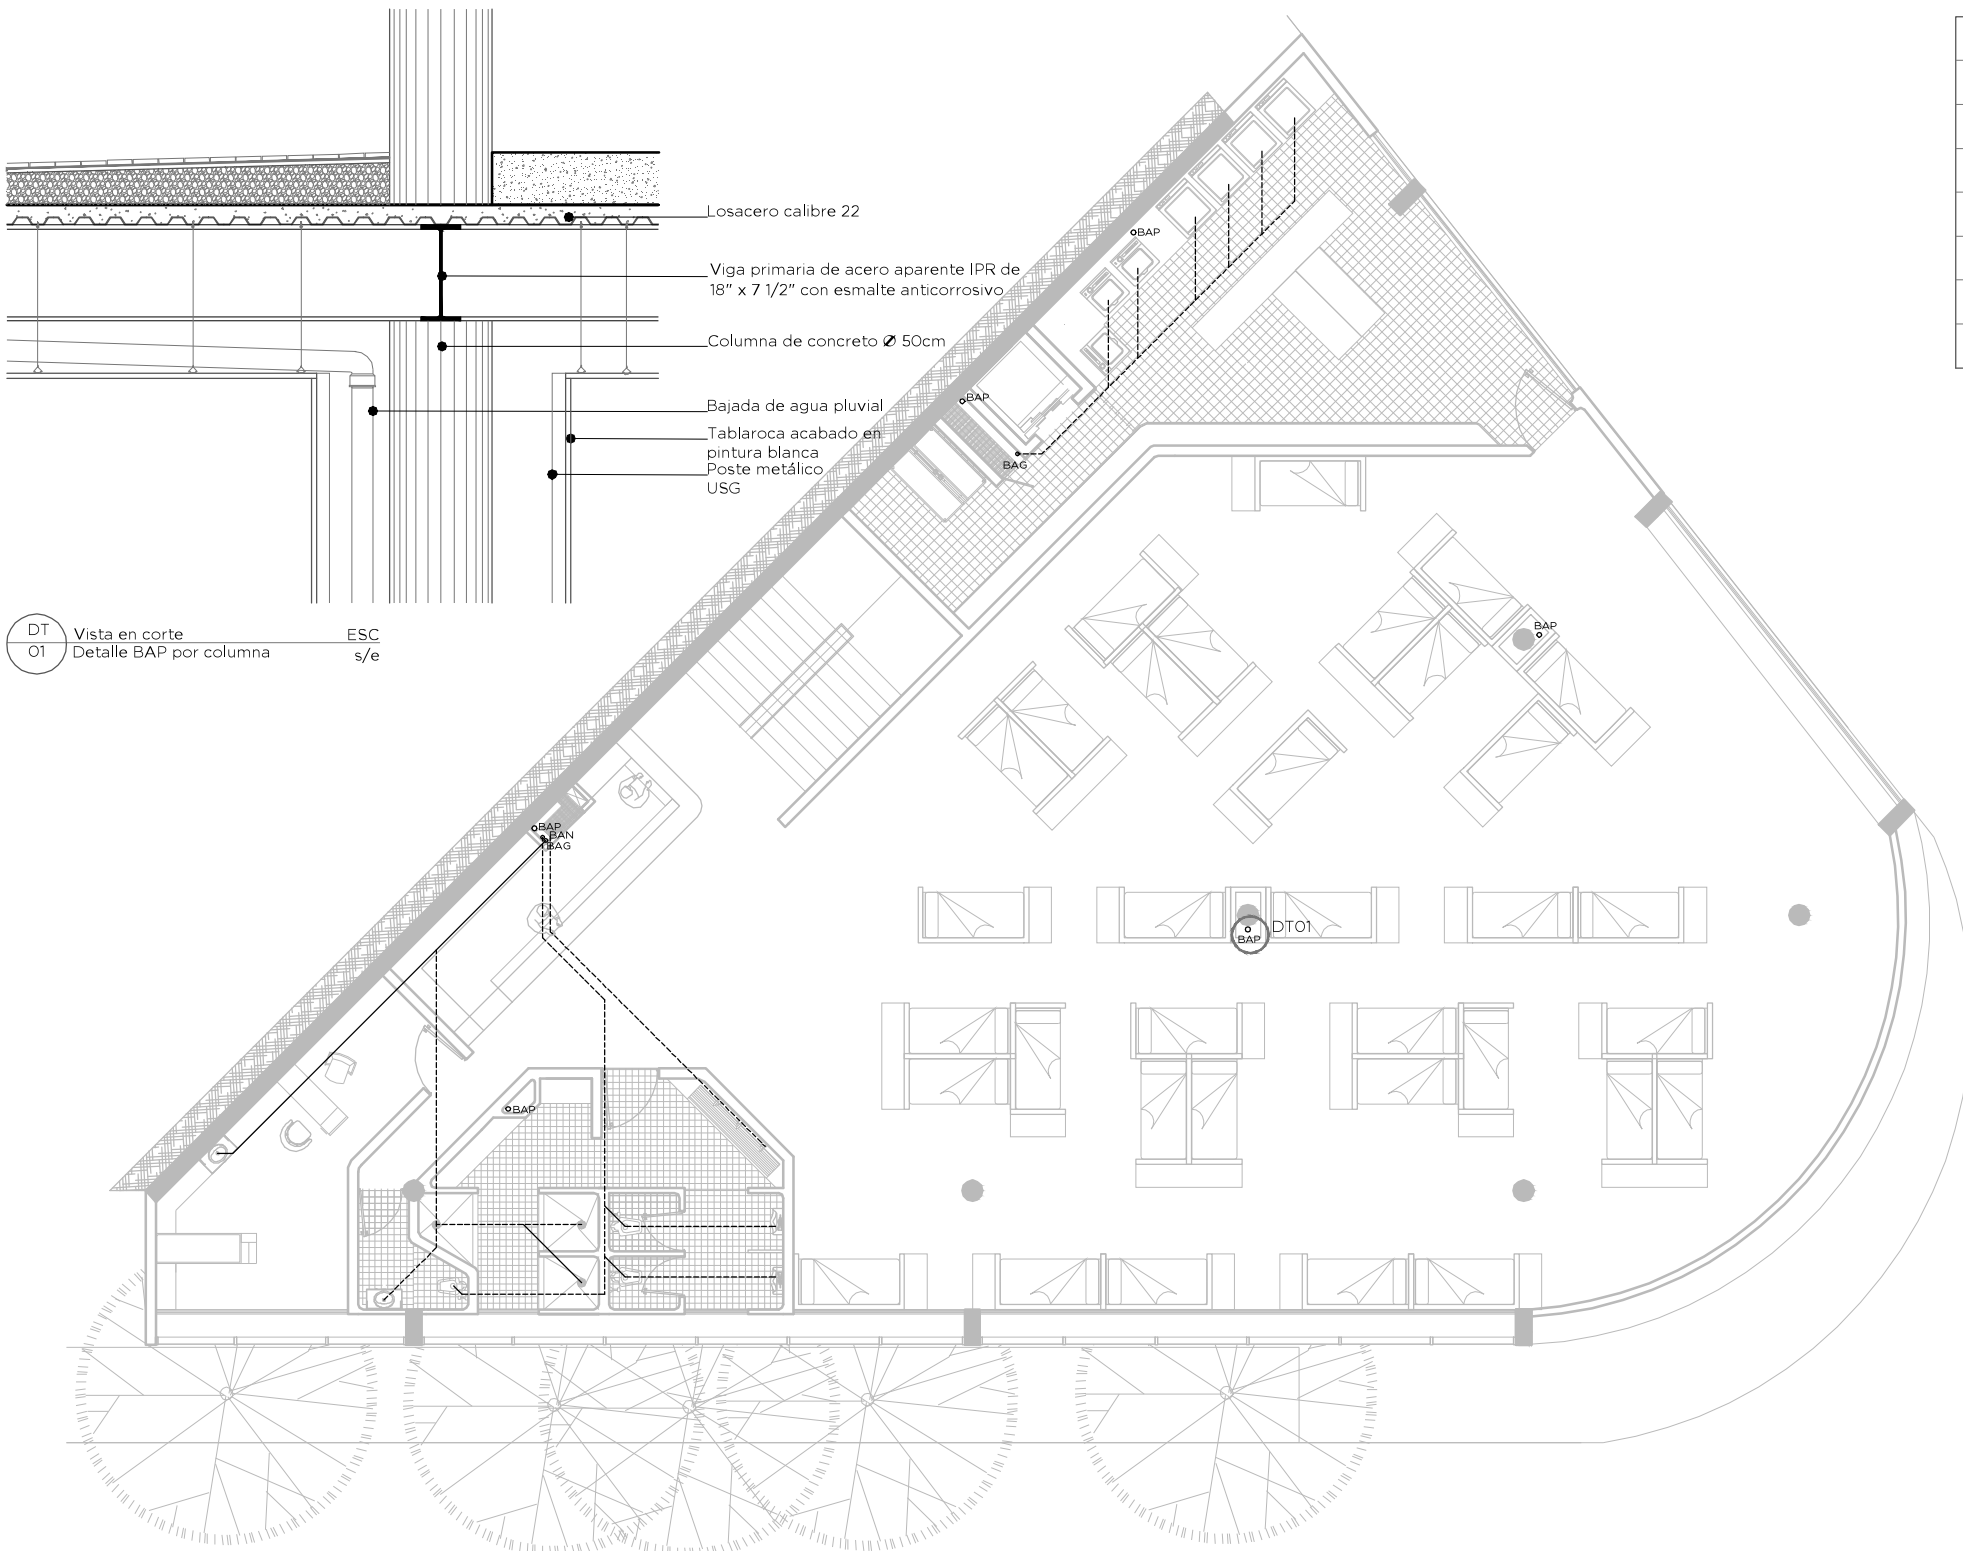 Losacero calibre 22
Viga primaria de acero aparente IPR de
18" x 7 1/2" con esmalte anticorrosivo
Columna de concreto Ø 50cm
Bajada de agua pluvial
Tablaroca acabado en
pintura blanca
Poste metálico
USG
DT
01
Vista en corte
Detalle BAP por columna
ESC
s/e
BAP
BAP
BAG
BAP
BAP
BAN
BAG
DT01
BAP
BAP